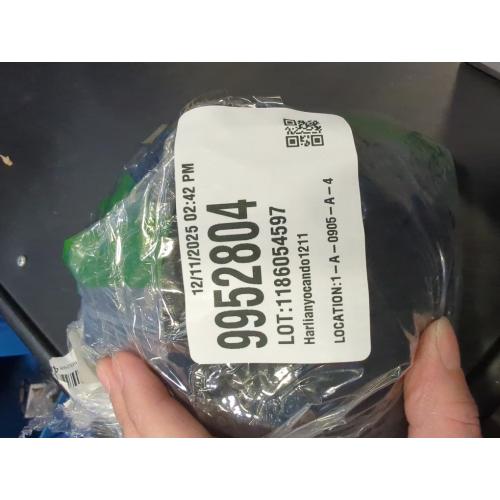 12/11/2025 02:42 PM
9952804
LOT:1186054597
Harlianyocando1211
LOCATION:1-A-0905-A-4